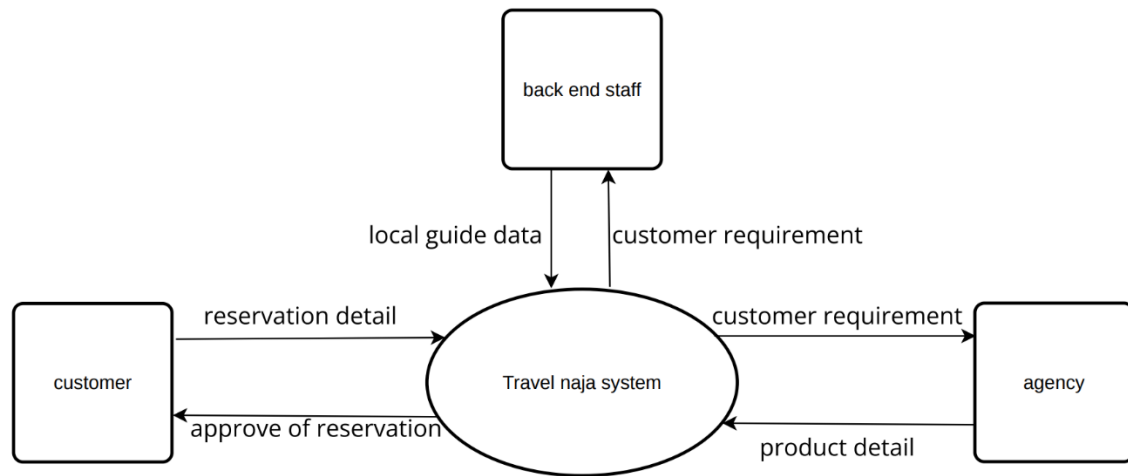 back end staff
local guide data
customer requirement
reservation detail
customer requirement
customer
Travel naja system
agency
approve of reservation
product detail